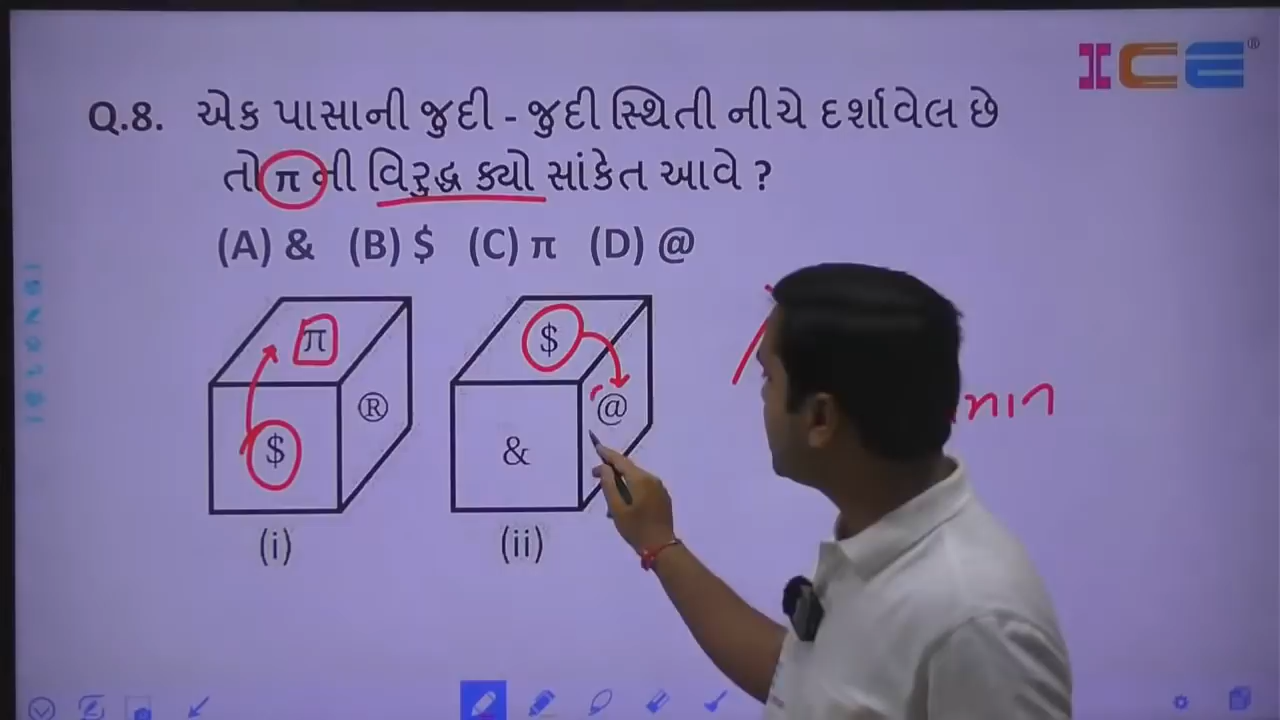 ICE®
Q.8. એક પાસાની જુદી - જુદી સ્થિતી નીચે દર્શાવેલ છે
તો π ની વિરુદ્ધ ક્યો સાંકેત આવે ?
(A) & (B) $ (C) π (D) @
π
$
®
$
&
@
(i)
(ii)